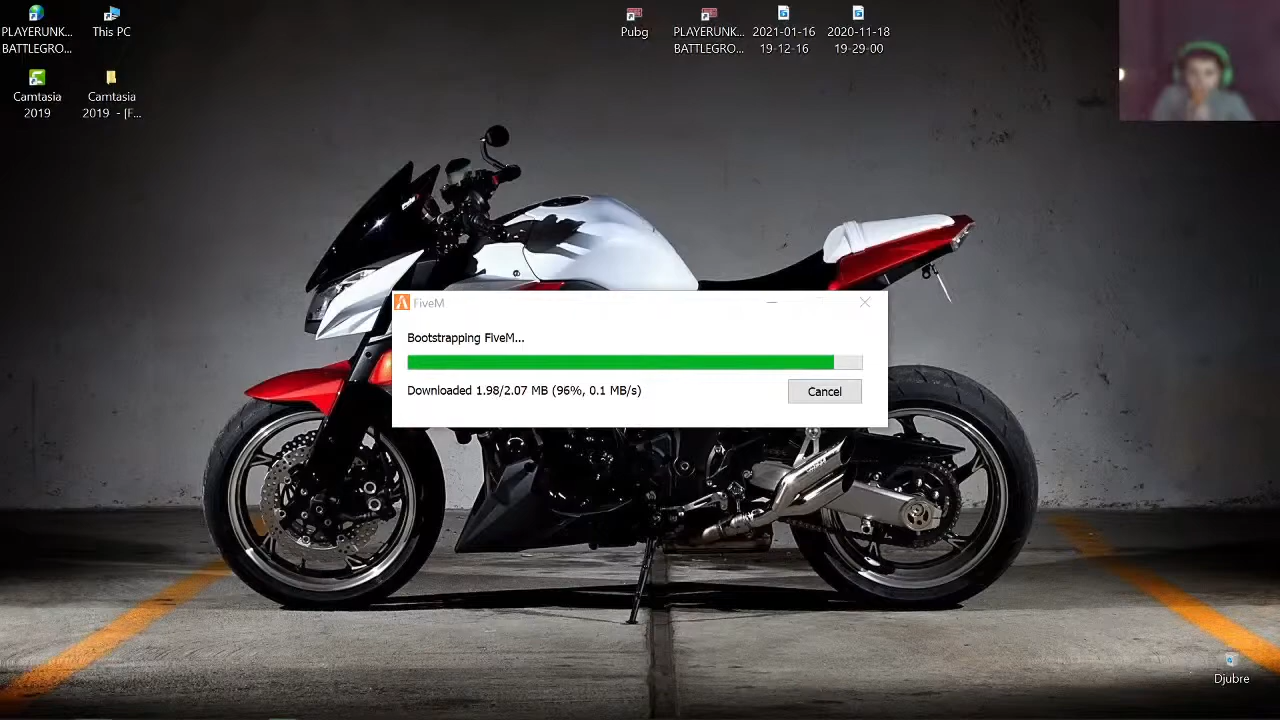 PLAYERUNK...
BATTLEGRO...
This PC
Pubg
PLAYERUNK...
BATTLEGRO...
2021-01-16
19-12-16
2020-11-18
19-29-00
Camtasia
2019
Camtasia
2019 - [F...
FiveM
Bootstrapping FiveM...
Downloaded 1.98/2.07 MB (96%, 0.1 MB/s)
Cancel
Djubre